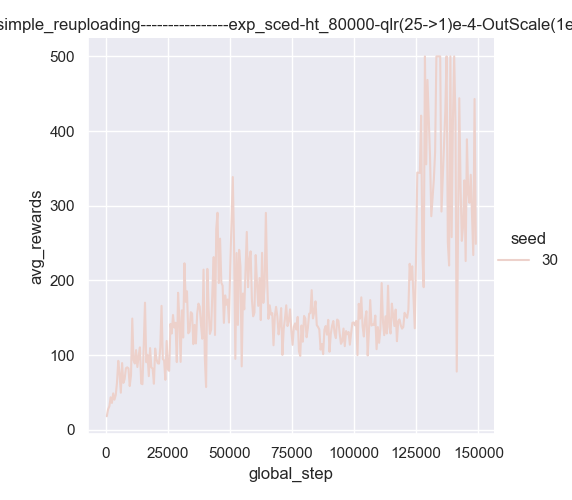 simple_reuploading----------------exp_sced-ht_80000-qlr(25->1)e-4-OutScale(1e
500
400
300
200
100
0
avg_rewards
0 25000 50000 75000 100000 125000 150000
global_step
seed
30